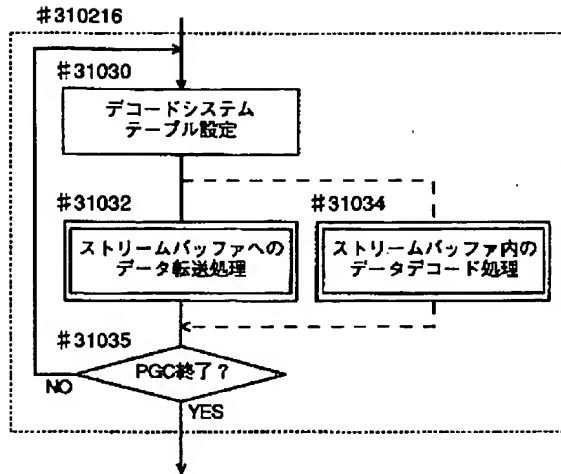 #310216
#31030
デコードシステム
テーブル設定
#31032
#31034
ストリームバッファへの
データ転送処理
ストリームバッファ内の
データデコード処理
#31035
PGC終了?
NO
YES